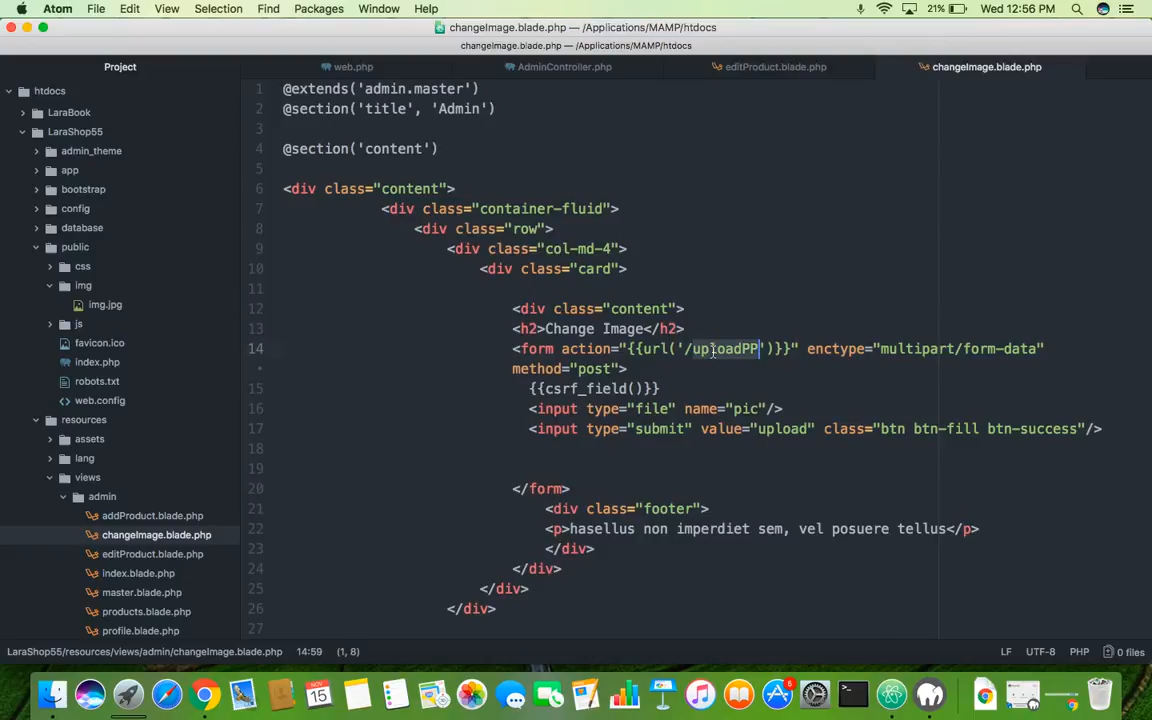 Atom File Edit View Selection Find Packages Window Help 21% Wed 12:56 PM
changeImage.blade.php — /Applications/MAMP/htdocs
changeImage.blade.php — /Applications/MAMP/htdocs
Project web.php AdminController.php editProduct.blade.php changeImage.blade.php
htdocs
LaraBook
LaraShop55
admin_theme
app
bootstrap
config
database
public
css
img
img.jpg
js
favicon.ico
index.php
robots.txt
web.config
resources
assets
lang
views
admin
addProduct.blade.php
changeImage.blade.php
editProduct.blade.php
index.blade.php
master.blade.php
products.blade.php
profile.blade.php
1 @extends('admin.master')
2 @section('title', 'Admin')
3
4 @section('content')
5
6 <div class="content">
7 <div class="container-fluid">
8 <div class="row">
9 <div class="col-md-4">
10 <div class="card">
11
12 <div class="content">
13 <h2>Change Image</h2>
14 <form action="{{url('/uploadPP')}}" enctype="multipart/form-data"
• method="post">
15 {{csrf_field()}}
16 <input type="file" name="pic"/>
17 <input type="submit" value="upload" class="btn btn-fill btn-success"/>
18
19
20 </form>
21 <div class="footer">
22 <p>hasellus non imperdiet sem, vel posuere tellus</p>
23 </div>
24 </div>
25 </div>
26 </div>
27
LaraShop55/resources/views/admin/changeImage.blade.php 14:59 (1, 8) LF UTF-8 PHP 0 files
NOV
15
6